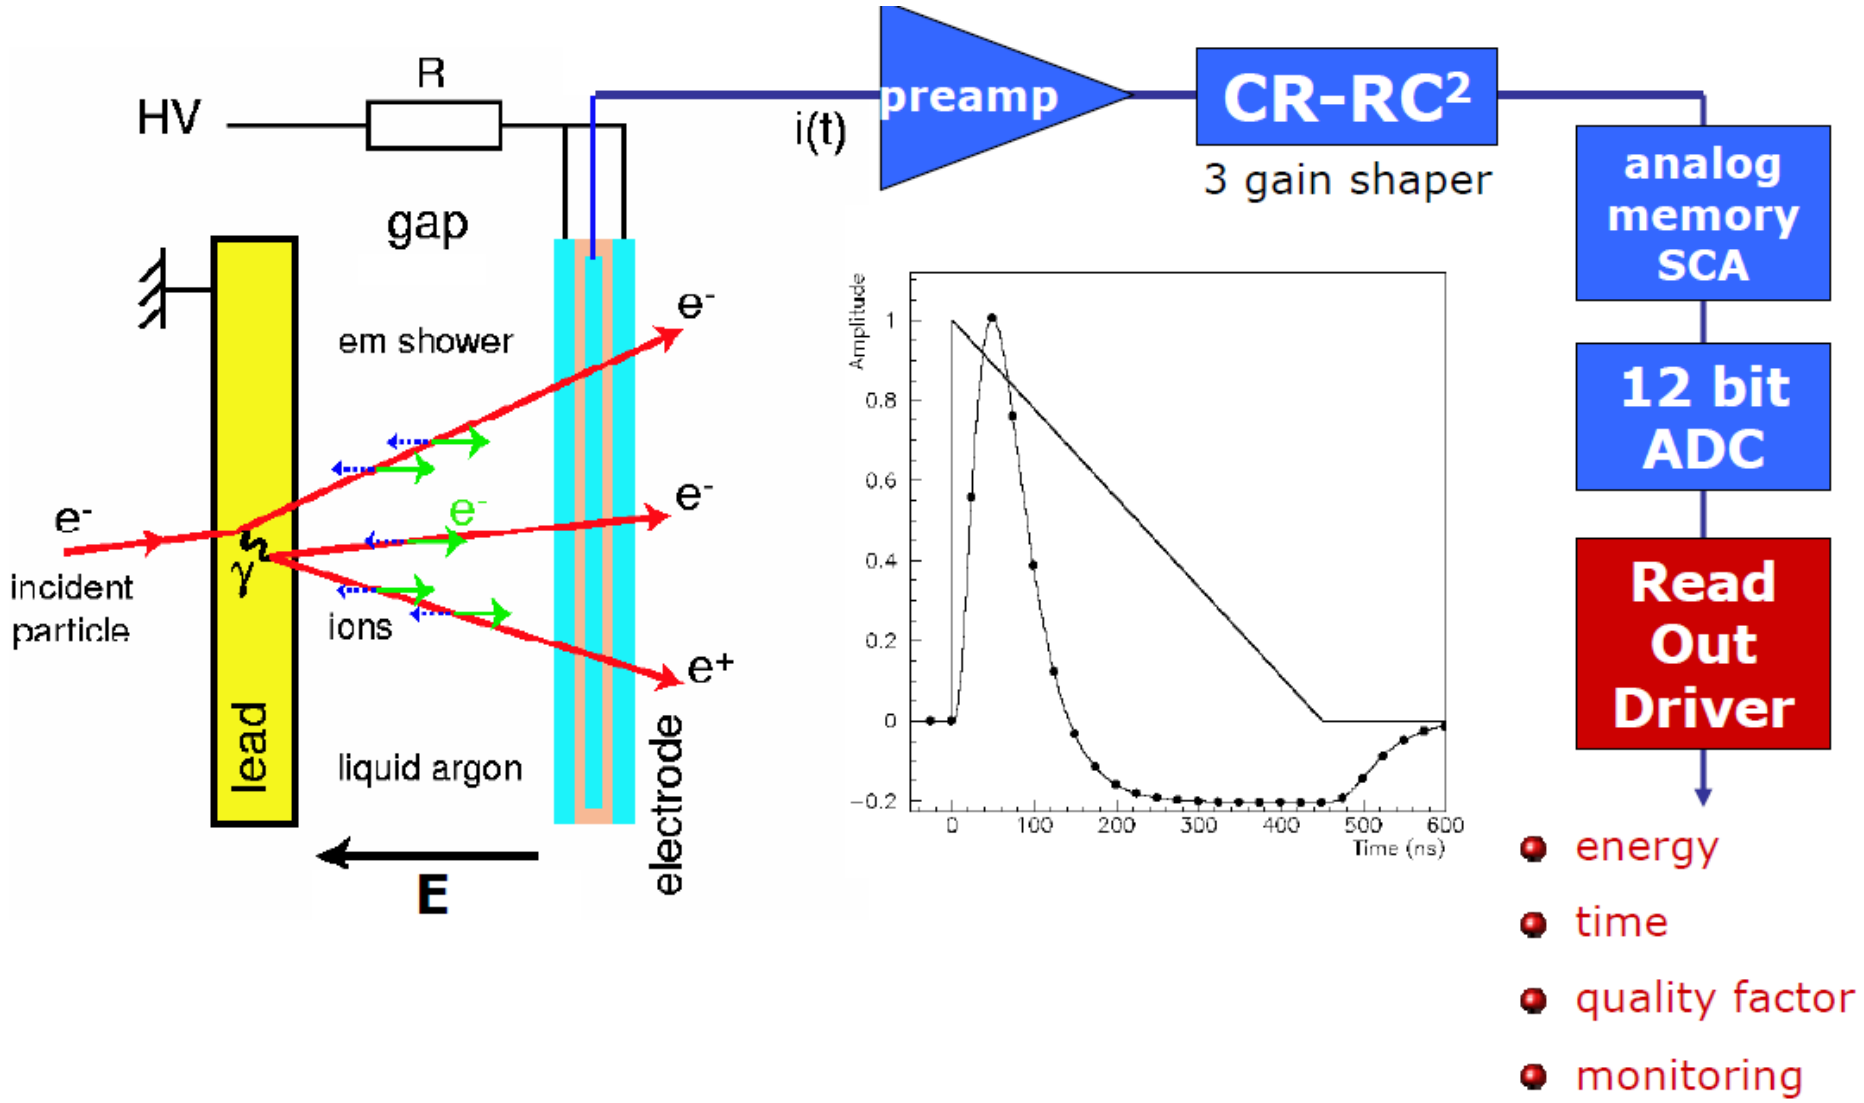 HV
R
gap
em shower
e-
e-
e-
e-
incident
particle
γ
ions
e+
lead
liquid argon
electrode
E
i(t)
preamp
CR-RC²
3 gain shaper
analog
memory
SCA
12 bit
ADC
Read
Out
Driver
Amplitude
1
0.8
0.6
0.4
0.2
0
−0.2
0 100 200 300 400 500 600
Time (ns)
energy
time
quality factor
monitoring